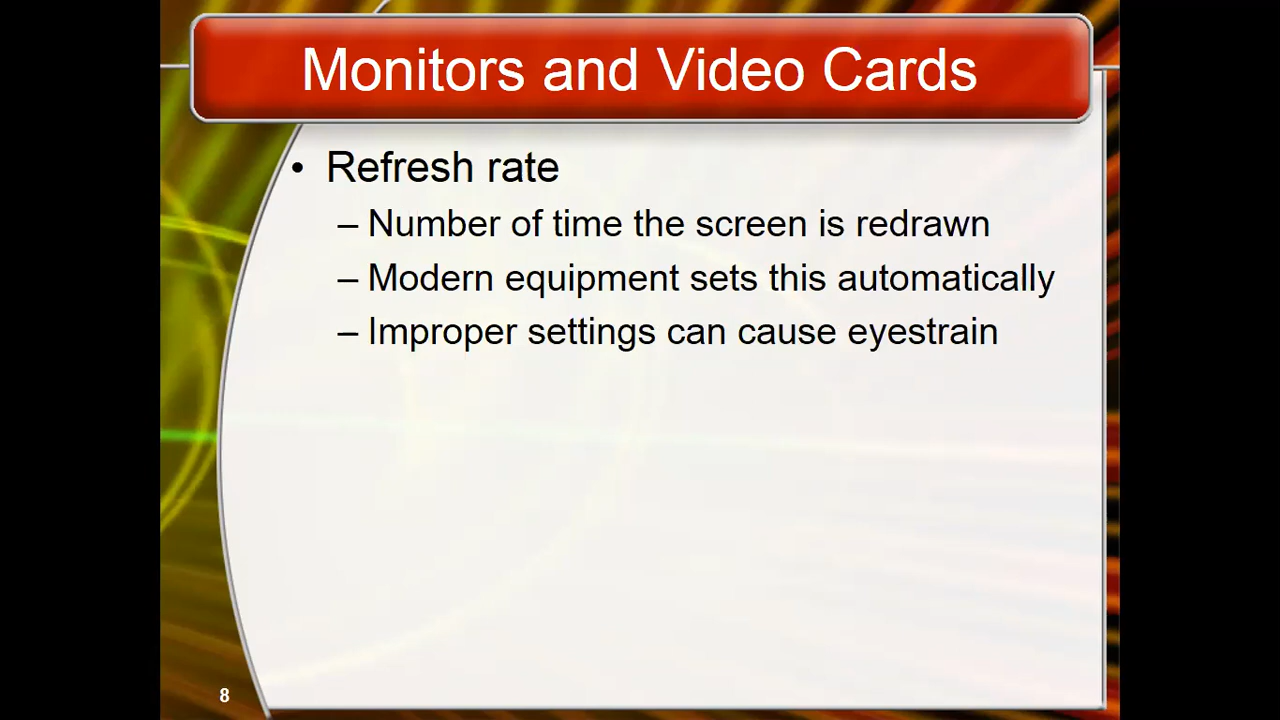 Monitors and Video Cards
• Refresh rate
– Number of time the screen is redrawn
– Modern equipment sets this automatically
– Improper settings can cause eyestrain
8